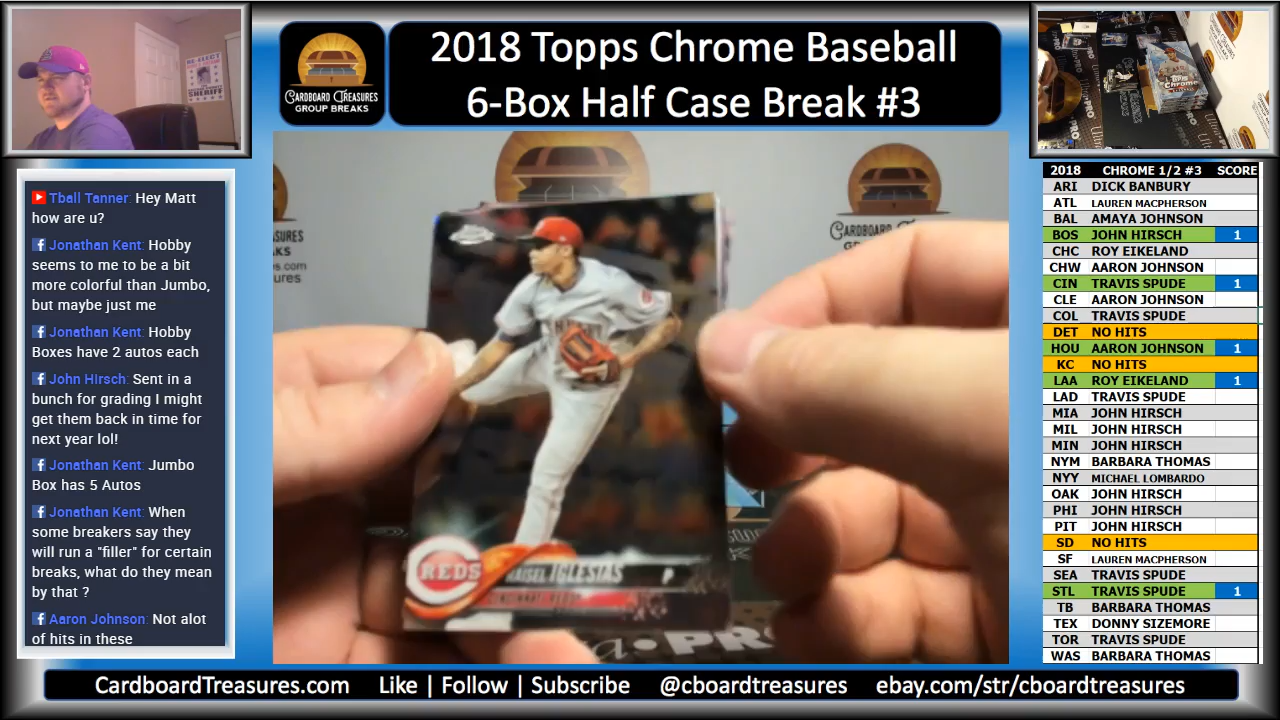 2018 Topps Chrome Baseball
6-Box Half Case Break #3
CARDBOARD TREASURES
GROUP BREAKS
RE-ELECT
SHERIFF
Tball Tanner: Hey Matt
how are u?
Jonathan Kent: Hobby
seems to me to be a bit
more colorful than Jumbo,
but maybe just me
Jonathan Kent: Hobby
Boxes have 2 autos each
John HIrsch: Sent in a
bunch for grading I might
get them back in time for
next year lol!
Jonathan Kent: Jumbo
Box has 5 Autos
Jonathan Kent: When
some breakers say they
will run a "filler" for certain
breaks, what do they mean
by that ?
Aaron Johnson: Not alot
of hits in these
REDS
RAISEL IGLESIAS P
2018 CHROME 1/2 #3 SCORE
ARI DICK BANBURY
ATL LAUREN MACPHERSON
BAL AMAYA JOHNSON
BOS JOHN HIRSCH 1
CHC ROY EIKELAND
CHW AARON JOHNSON
CIN TRAVIS SPUDE 1
CLE AARON JOHNSON
COL TRAVIS SPUDE
DET NO HITS
HOU AARON JOHNSON 1
KC NO HITS
LAA ROY EIKELAND 1
LAD TRAVIS SPUDE
MIA JOHN HIRSCH
MIL JOHN HIRSCH
MIN JOHN HIRSCH
NYM BARBARA THOMAS
NYY MICHAEL LOMBARDO
OAK JOHN HIRSCH
PHI JOHN HIRSCH
PIT JOHN HIRSCH
SD NO HITS
SF LAUREN MACPHERSON
SEA TRAVIS SPUDE
STL TRAVIS SPUDE 1
TB BARBARA THOMAS
TEX DONNY SIZEMORE
TOR TRAVIS SPUDE
WAS BARBARA THOMAS
CardboardTreasures.com Like | Follow | Subscribe @cboardtreasures ebay.com/str/cboardtreasures